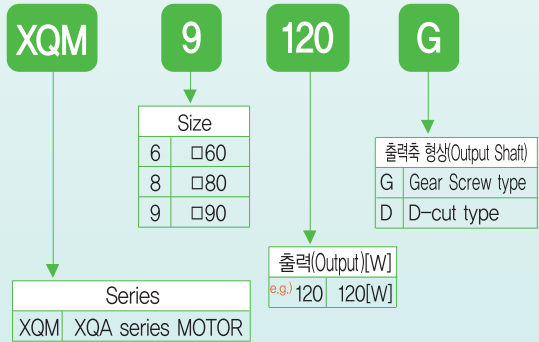 XQM 9 120 G
Size
6 □60
8 □80
9 □90
출력축 형상(Output Shaft)
G Gear Screw type
D D-cut type
출력(Output)[W]
e.g.) 120 120[W]
Series
XQM XQA series MOTOR